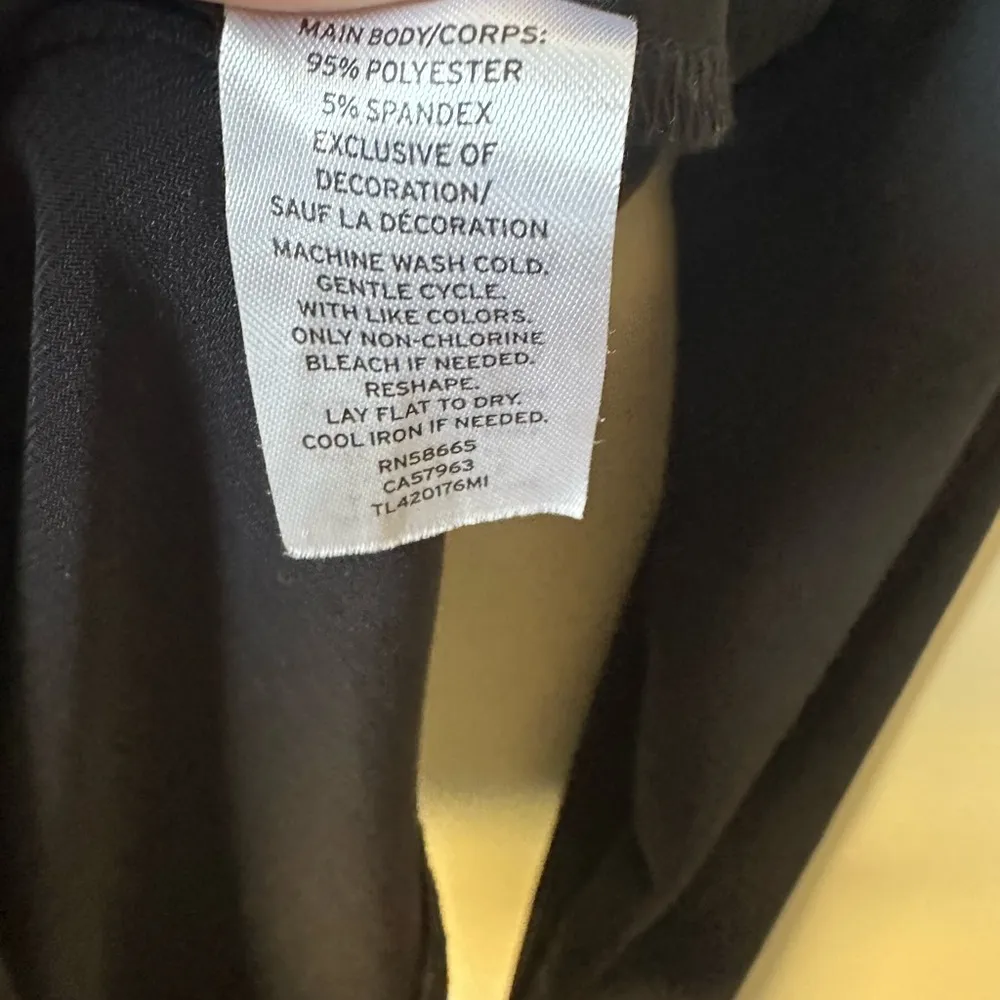 MAIN BODY/CORPS:
95% POLYESTER
5% SPANDEX
EXCLUSIVE OF
DECORATION/
SAUF LA DÉCORATION
MACHINE WASH COLD.
GENTLE CYCLE.
WITH LIKE COLORS.
ONLY NON-CHLORINE
BLEACH IF NEEDED.
RESHAPE.
LAY FLAT TO DRY.
COOL IRON IF NEEDED.
RN58665
CA57963
TL420176M1